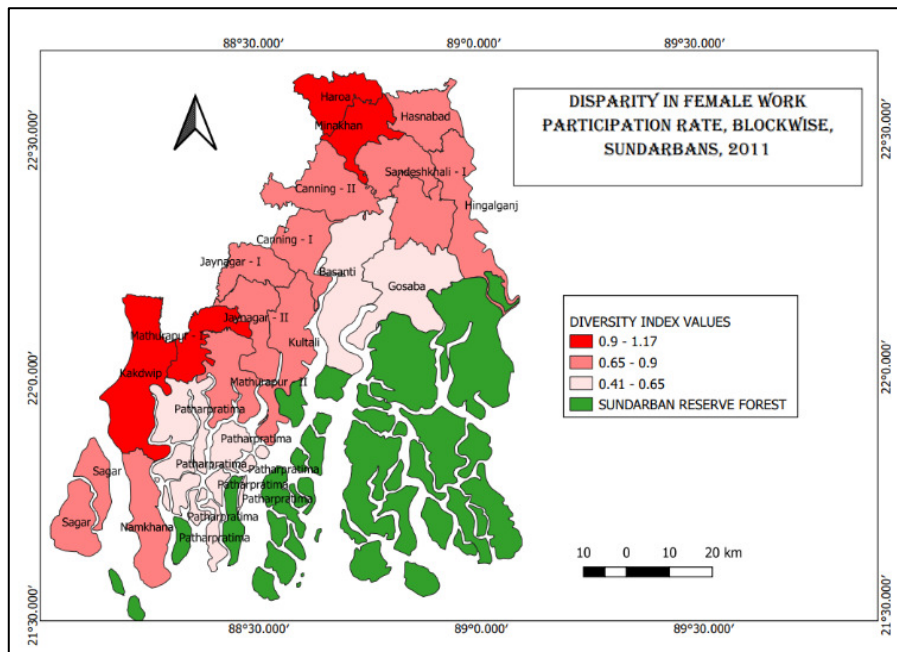 88°30.000′ 89°0.000′ 89°30.000′
DISPARITY IN FEMALE WORK
PARTICIPATION RATE, BLOCKWISE,
SUNDARBANS, 2011
22°30.000′
22°30.000′
Haroa
Hasnabad
Minakhan
Sandeshkhali - I
Canning - II
Hingalganj
Canning - I
Jaynagar - I
Basanti
Gosaba
Jaynagar - II
Mathurapur - I
Kultali
Kakdwip
Mathurapur - II
22°0.000′
22°0.000′
Patharpratima
Patharpratima
Patharpratima
Patharpratima
Sagar
Patharpratima
Patharpratima
Patharpratima
Sagar
Namkhana
Patharpratima
DIVERSITY INDEX VALUES
0.9 - 1.17
0.65 - 0.9
0.41 - 0.65
SUNDARBAN RESERVE FOREST
10 0 10 20 km
21°30.000′
21°30.000′
88°30.000′ 89°0.000′ 89°30.000′